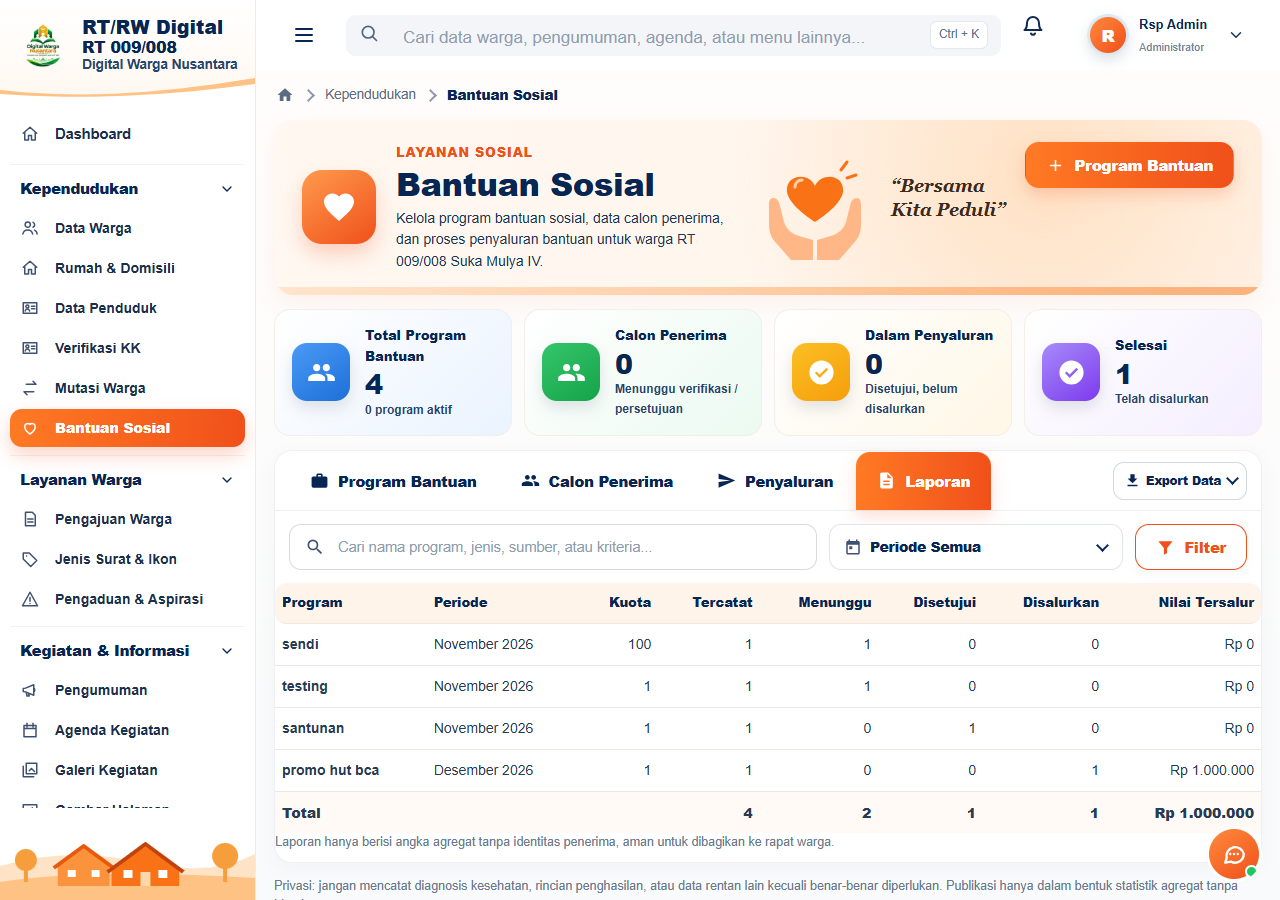 RT/RW Digital
RT 009/008
Digital Warga Nusantara
Digital Warga
Nusantara
Cari data warga, pengumuman, agenda, atau menu lainnya...
Ctrl + K
R
Rsp Admin
Administrator
Kependudukan
Bantuan Sosial
Dashboard
Kependudukan
Data Warga
Rumah & Domisili
Data Penduduk
Verifikasi KK
Mutasi Warga
Bantuan Sosial
Layanan Warga
Pengajuan Warga
Jenis Surat & Ikon
Pengaduan & Aspirasi
Kegiatan & Informasi
Pengumuman
Agenda Kegiatan
Galeri Kegiatan
LAYANAN SOSIAL
Bantuan Sosial
Kelola program bantuan sosial, data calon penerima,
dan proses penyaluran bantuan untuk warga RT
009/008 Suka Mulya IV.
“Bersama
Kita Peduli”
Program Bantuan
Total Program
Bantuan
4
0 program aktif
Calon Penerima
0
Menunggu verifikasi /
persetujuan
Dalam Penyaluran
0
Disetujui, belum
disalurkan
Selesai
1
Telah disalurkan
Program Bantuan
Calon Penerima
Penyaluran
Laporan
Export Data
Cari nama program, jenis, sumber, atau kriteria...
Periode Semua
Filter
Program Periode Kuota Tercatat Menunggu Disetujui Disalurkan Nilai Tersalur
sendi November 2026 100 1 1 0 0 Rp 0
testing November 2026 1 1 1 0 0 Rp 0
santunan November 2026 1 1 0 1 0 Rp 0
promo hut bca Desember 2026 1 1 0 0 1 Rp 1.000.000
Total 4 2 1 1 Rp 1.000.000
Laporan hanya berisi angka agregat tanpa identitas penerima, aman untuk dibagikan ke rapat warga.
Privasi: jangan mencatat diagnosis kesehatan, rincian penghasilan, atau data rentan lain kecuali benar-benar diperlukan. Publikasi hanya dalam bentuk statistik agregat tanpa